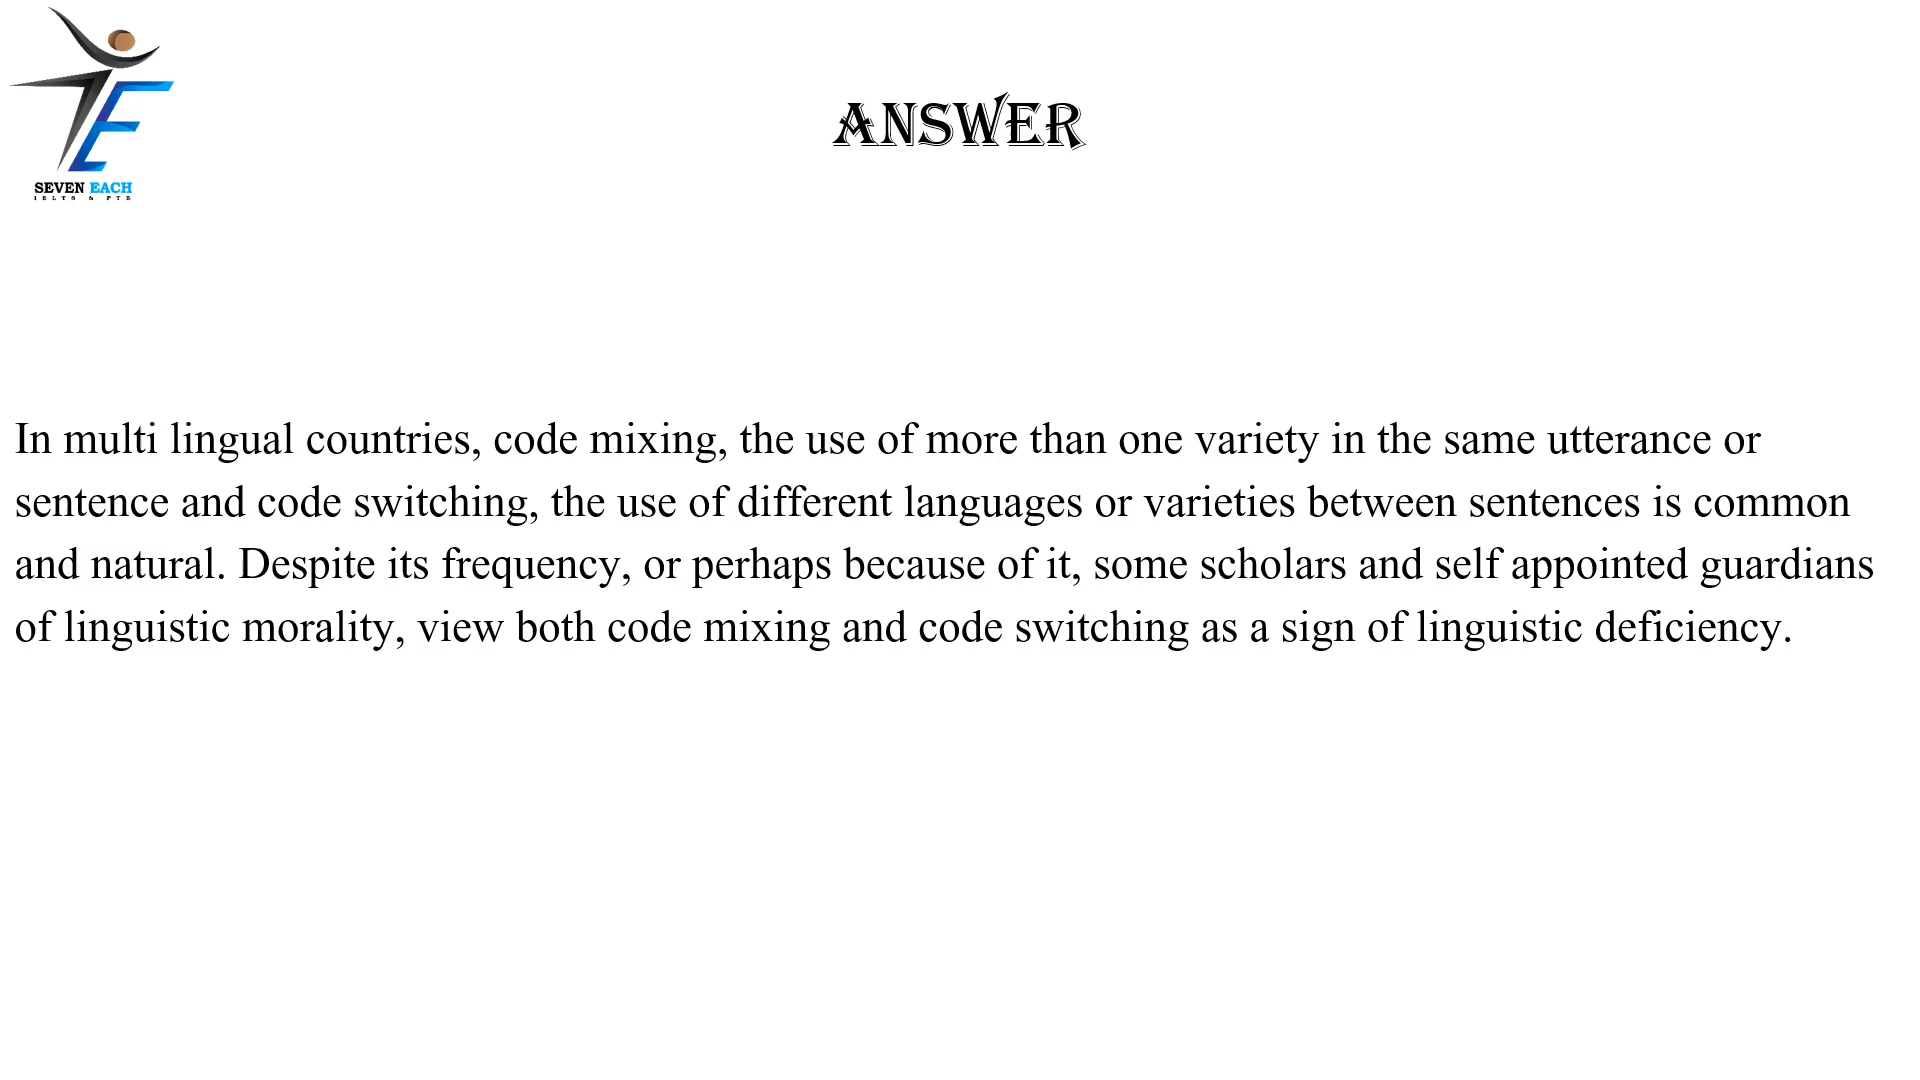 SEVEN EACH
IELTS & PTE
ANSWER
In multi lingual countries, code mixing, the use of more than one variety in the same utterance or
sentence and code switching, the use of different languages or varieties between sentences is common
and natural. Despite its frequency, or perhaps because of it, some scholars and self appointed guardians
of linguistic morality, view both code mixing and code switching as a sign of linguistic deficiency.